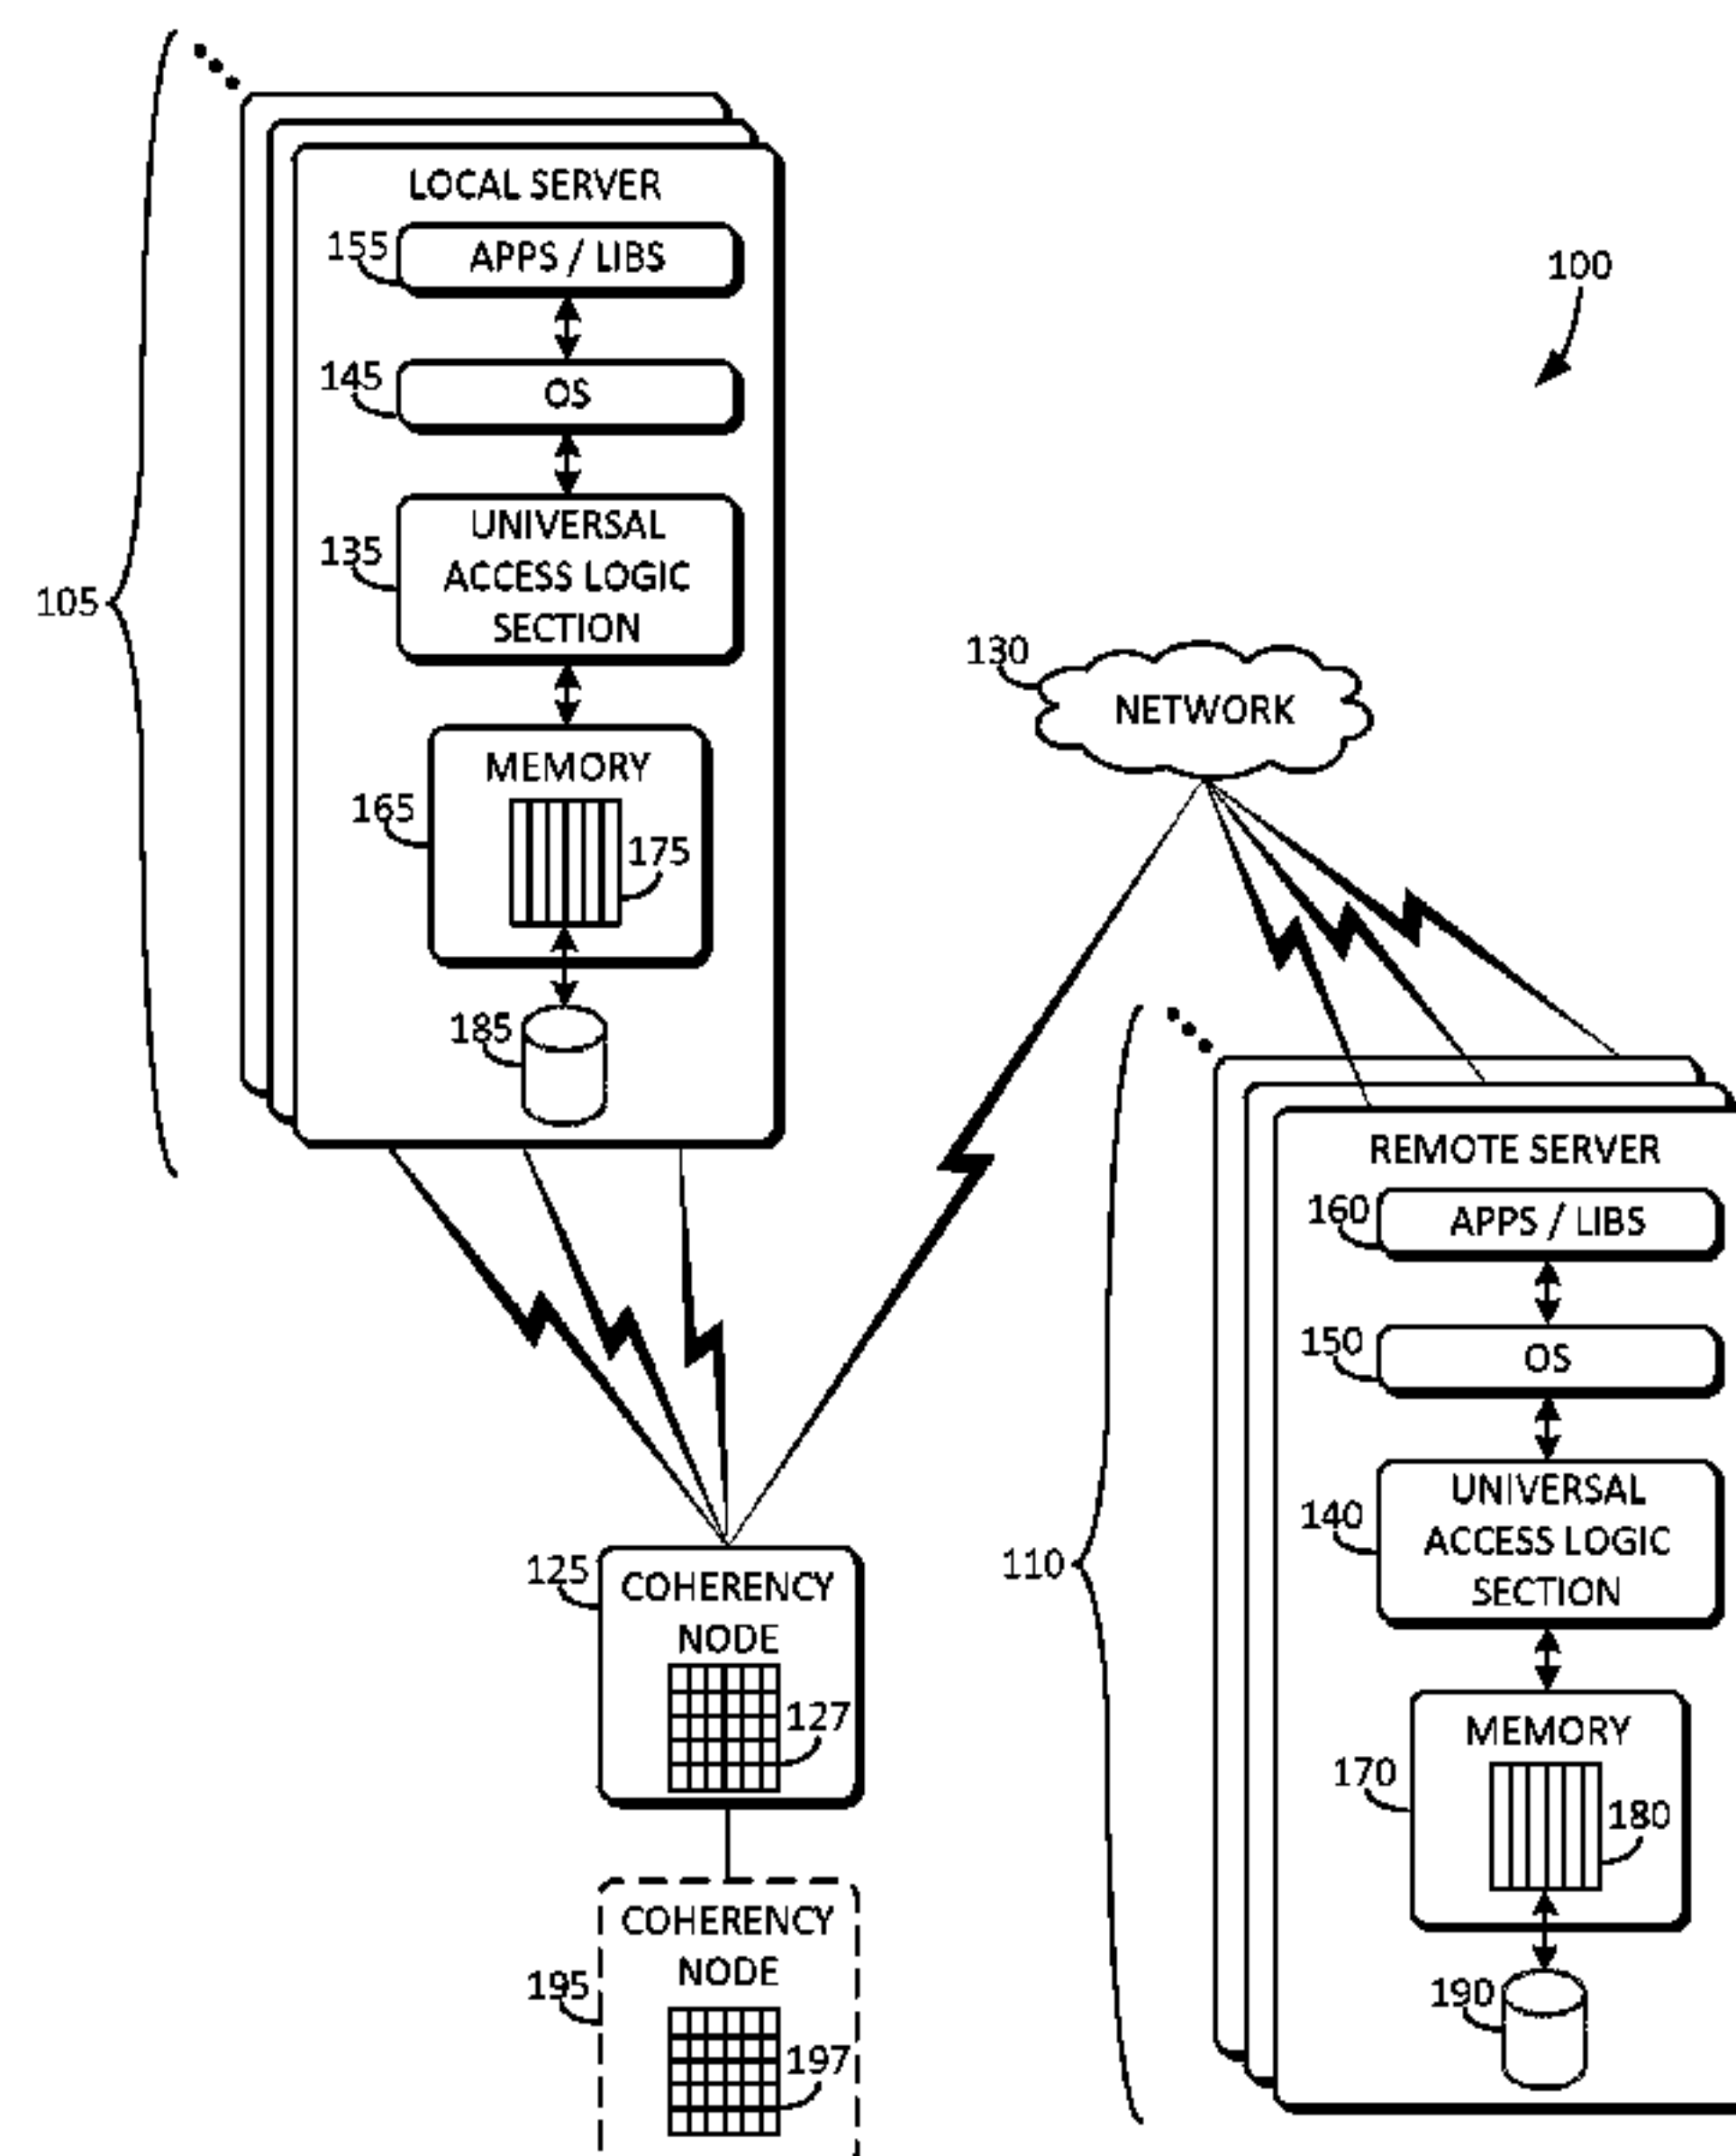 LOCAL SERVER
155
APPS / LIBS
145
OS
135
UNIVERSAL
ACCESS LOGIC
SECTION
105
MEMORY
165
175
185
100
130
NETWORK
REMOTE SERVER
160
APPS / LIBS
150
OS
140
UNIVERSAL
ACCESS LOGIC
SECTION
110
MEMORY
170
180
190
125
COHERENCY
NODE
127
COHERENCY
NODE
195
197